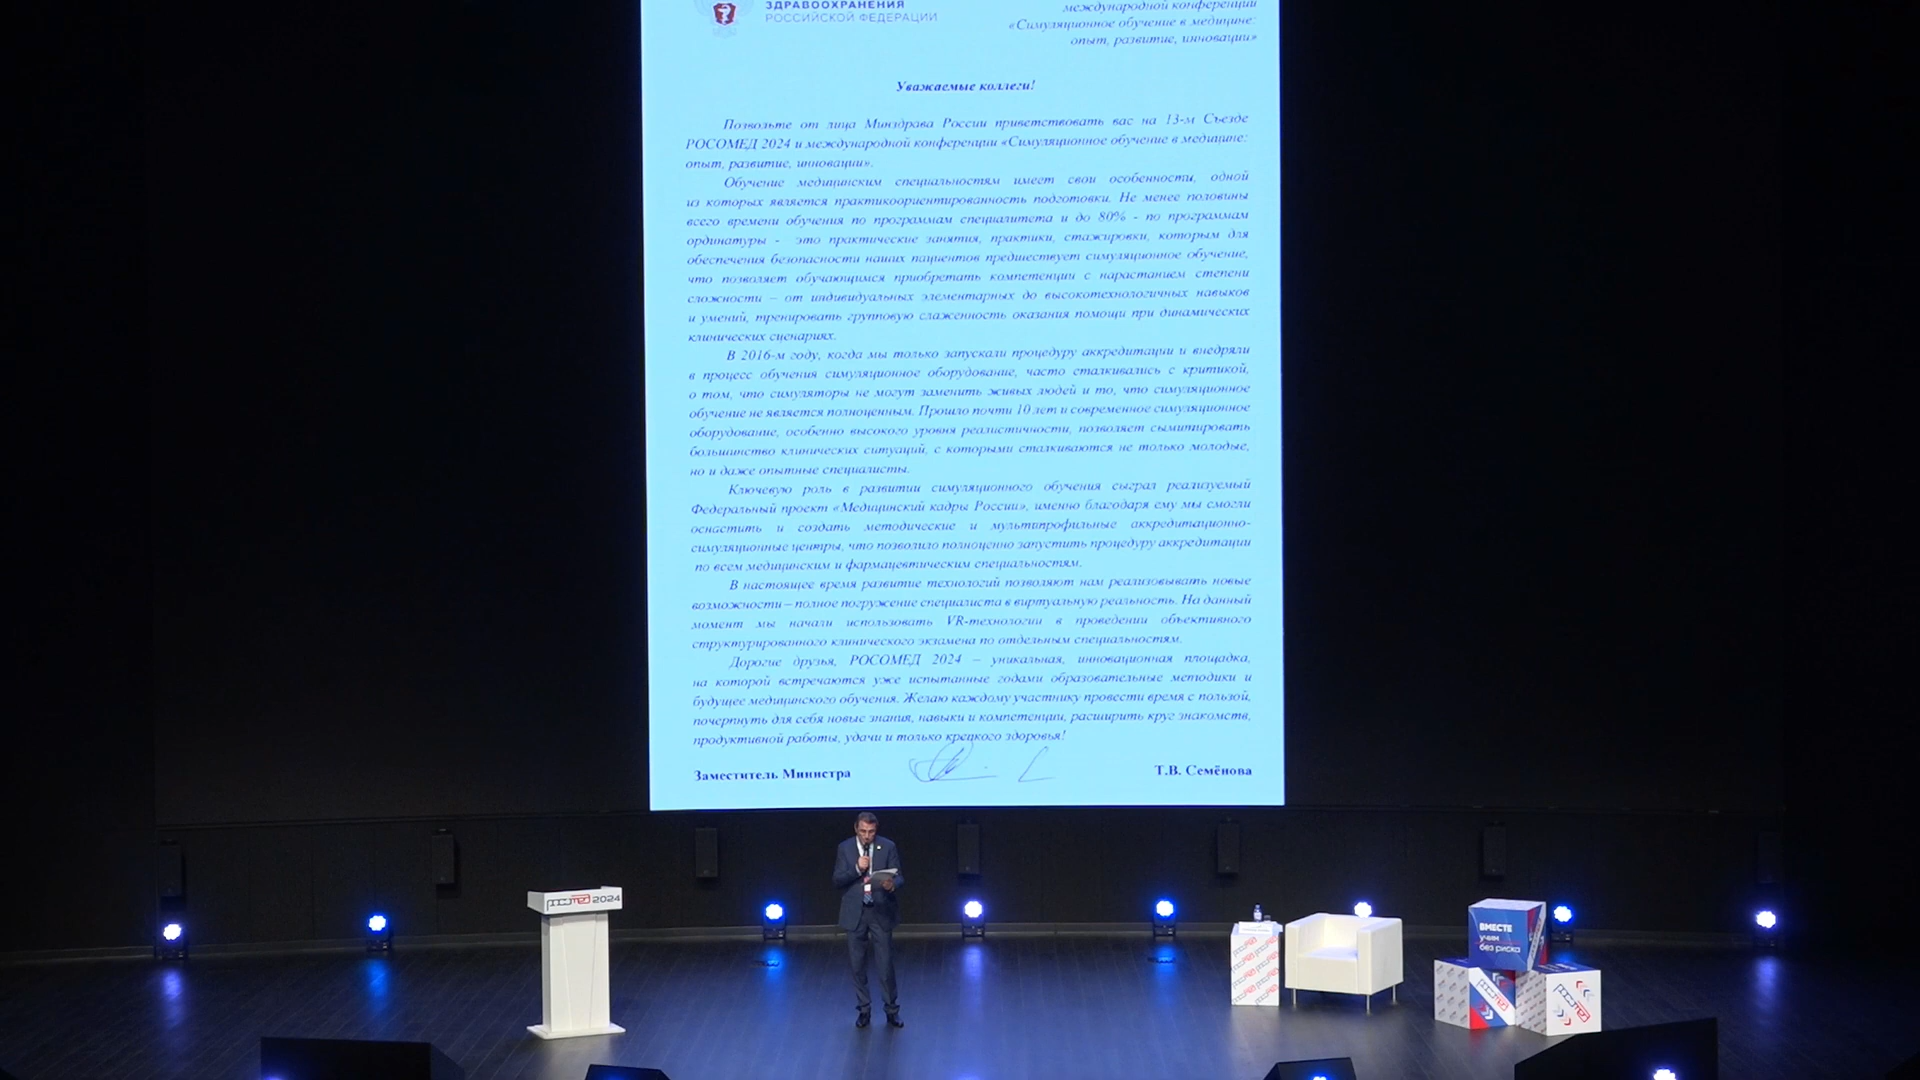 ЗДРАВООХРАНЕНИЯ
РОССИЙСКОЙ ФЕДЕРАЦИИ
международной конференции
«Симуляционное обучение в медицине:
опыт, развитие, инновации»
Уважаемые коллеги!
Позвольте от лица Минздрава России приветствовать вас на 13-м Съезде
РОСОМЕД 2024 и международной конференции «Симуляционное обучение в медицине:
опыт, развитие, инновации».
Обучение медицинским специальностям имеет свои особенности, одной
из которых является практикоориентированность подготовки. Не менее половины
всего времени обучения по программам специалитета и до 80% - по программам
ординатуры - это практические занятия, практики, стажировки, которым для
обеспечения безопасности наших пациентов предшествует симуляционное обучение,
что позволяет обучающимся приобретать компетенции с нарастанием степени
сложности – от индивидуальных элементарных до высокотехнологичных навыков
и умений, тренировать групповую слаженность оказания помощи при динамических
клинических сценариях.
В 2016-м году, когда мы только запускали процедуру аккредитации и внедряли
в процесс обучения симуляционное оборудование, часто сталкивались с критикой,
о том, что симуляторы не могут заменить живых людей и то, что симуляционное
обучение не является полноценным. Прошло почти 10 лет и современное симуляционное
оборудование, особенно высокого уровня реалистичности, позволяет сымитировать
большинство клинических ситуаций, с которыми сталкиваются не только молодые,
но и даже опытные специалисты.
Ключевую роль в развитии симуляционного обучения сыграл реализуемый
Федеральный проект «Медицинский кадры России», именно благодаря ему мы смогли
оснастить и создать методические и мультипрофильные аккредитационно-
симуляционные центры, что позволило полноценно запустить процедуру аккредитации
по всем медицинским и фармацевтическим специальностям.
В настоящее время развитие технологий позволяют нам реализовывать новые
возможности – полное погружение специалиста в виртуальную реальность. На данный
момент мы начали использовать VR-технологии в проведении объективного
структурированного клинического экзамена по отдельным специальностям.
Дорогие друзья, РОСОМЕД 2024 – уникальная, инновационная площадка,
на которой встречаются уже испытанные годами образовательные методики и
будущее медицинского обучения. Желаю каждому участнику провести время с пользой,
почерпнуть для себя новые знания, навыки и компетенции, расширить круг знакомств,
продуктивной работы, удачи и только крепкого здоровья!
Заместитель Министра
Т.В. Семёнова
росомед 2024
ВМЕСТЕ
учим
без риска
росомед
росомед